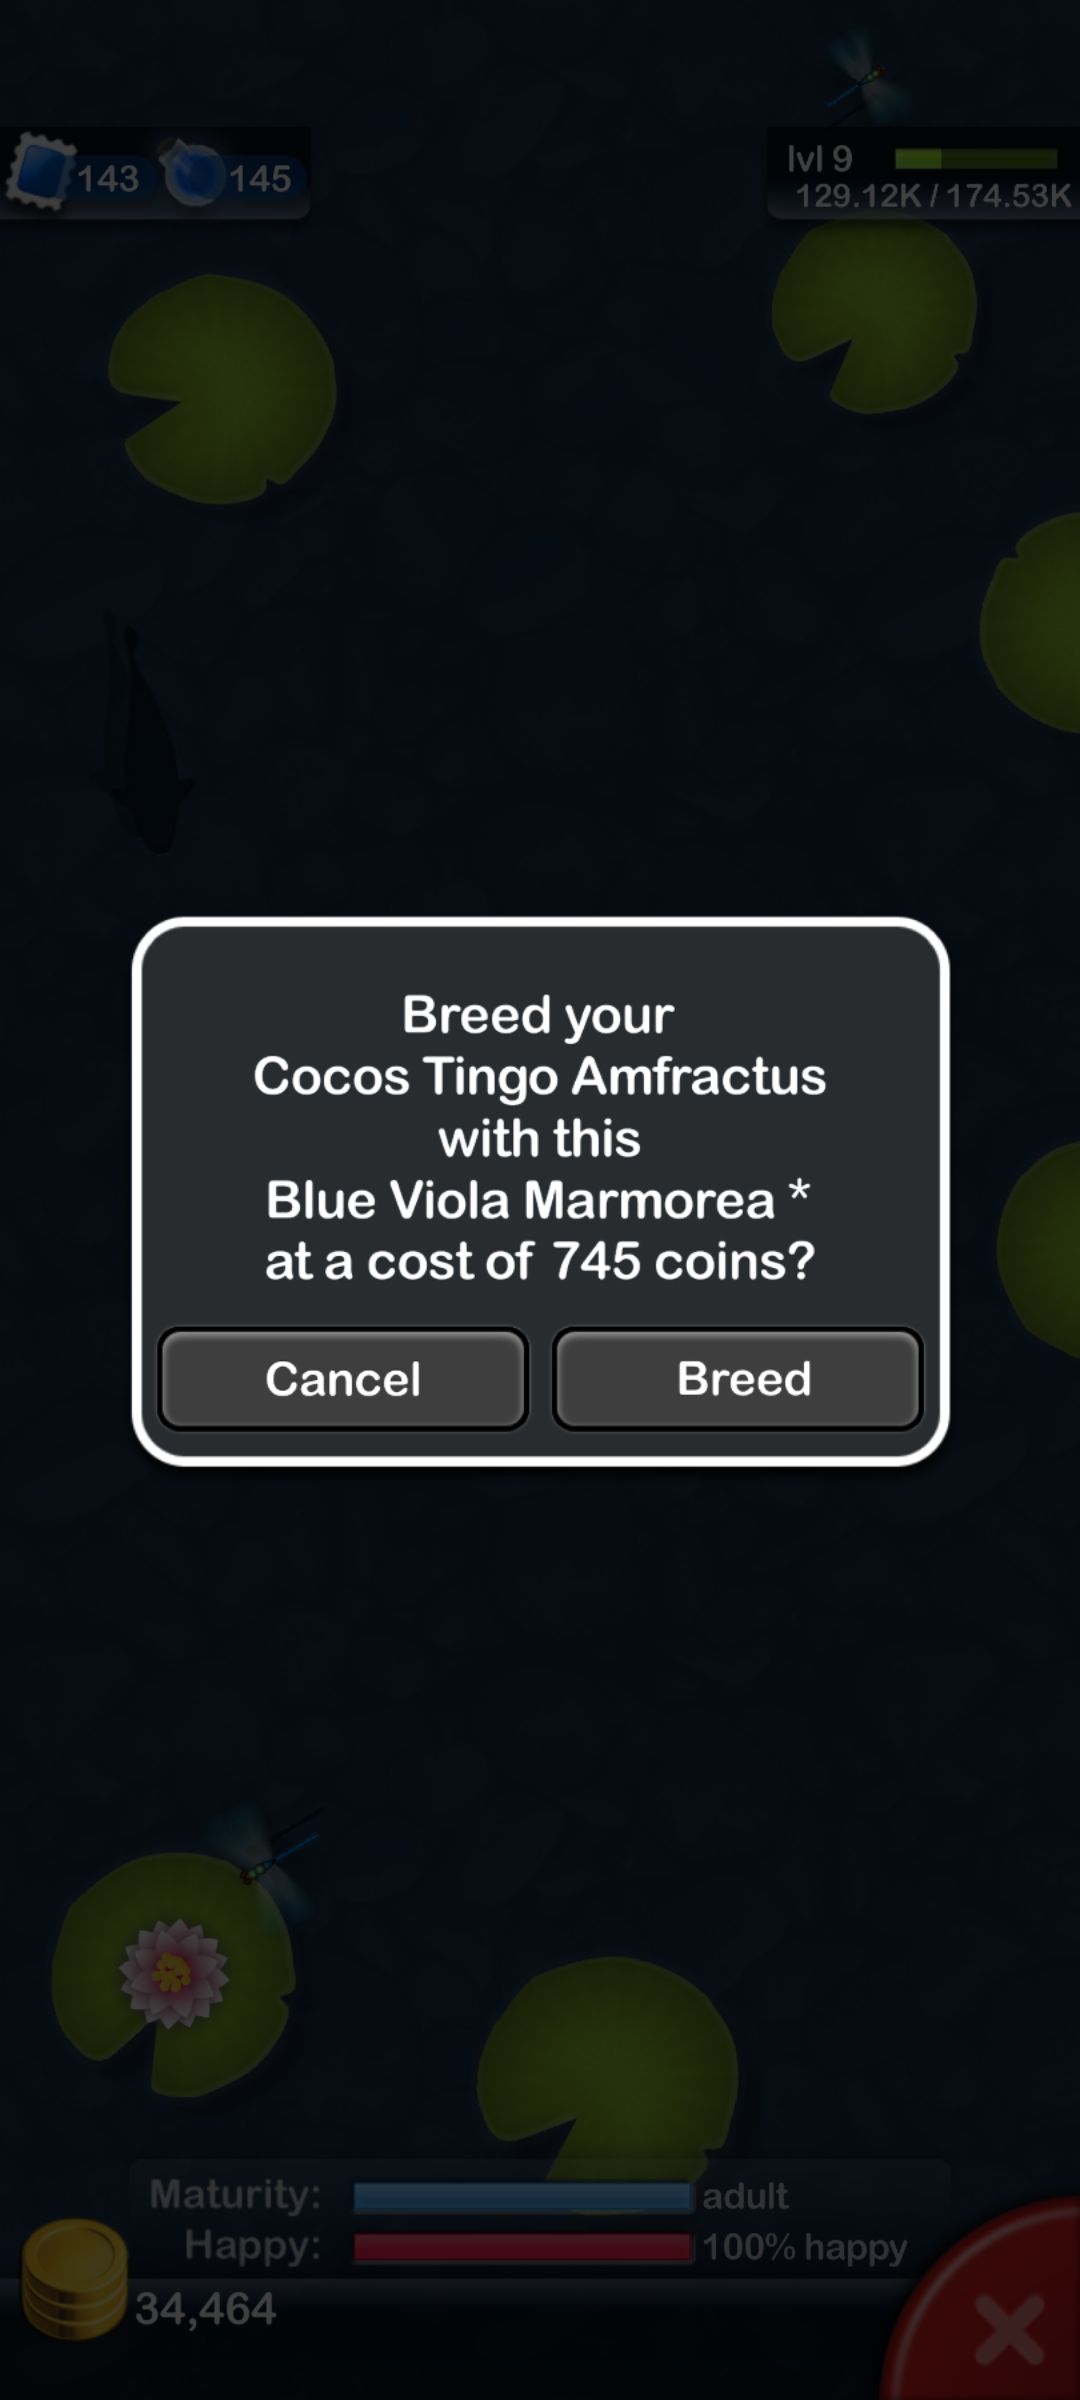 143 145
lvl 9
129.12K / 174.53K
Breed your
Cocos Tingo Amfractus
with this
Blue Viola Marmorea *
at a cost of 745 coins?
Cancel Breed
Maturity: adult
Happy: 100% happy
34,464